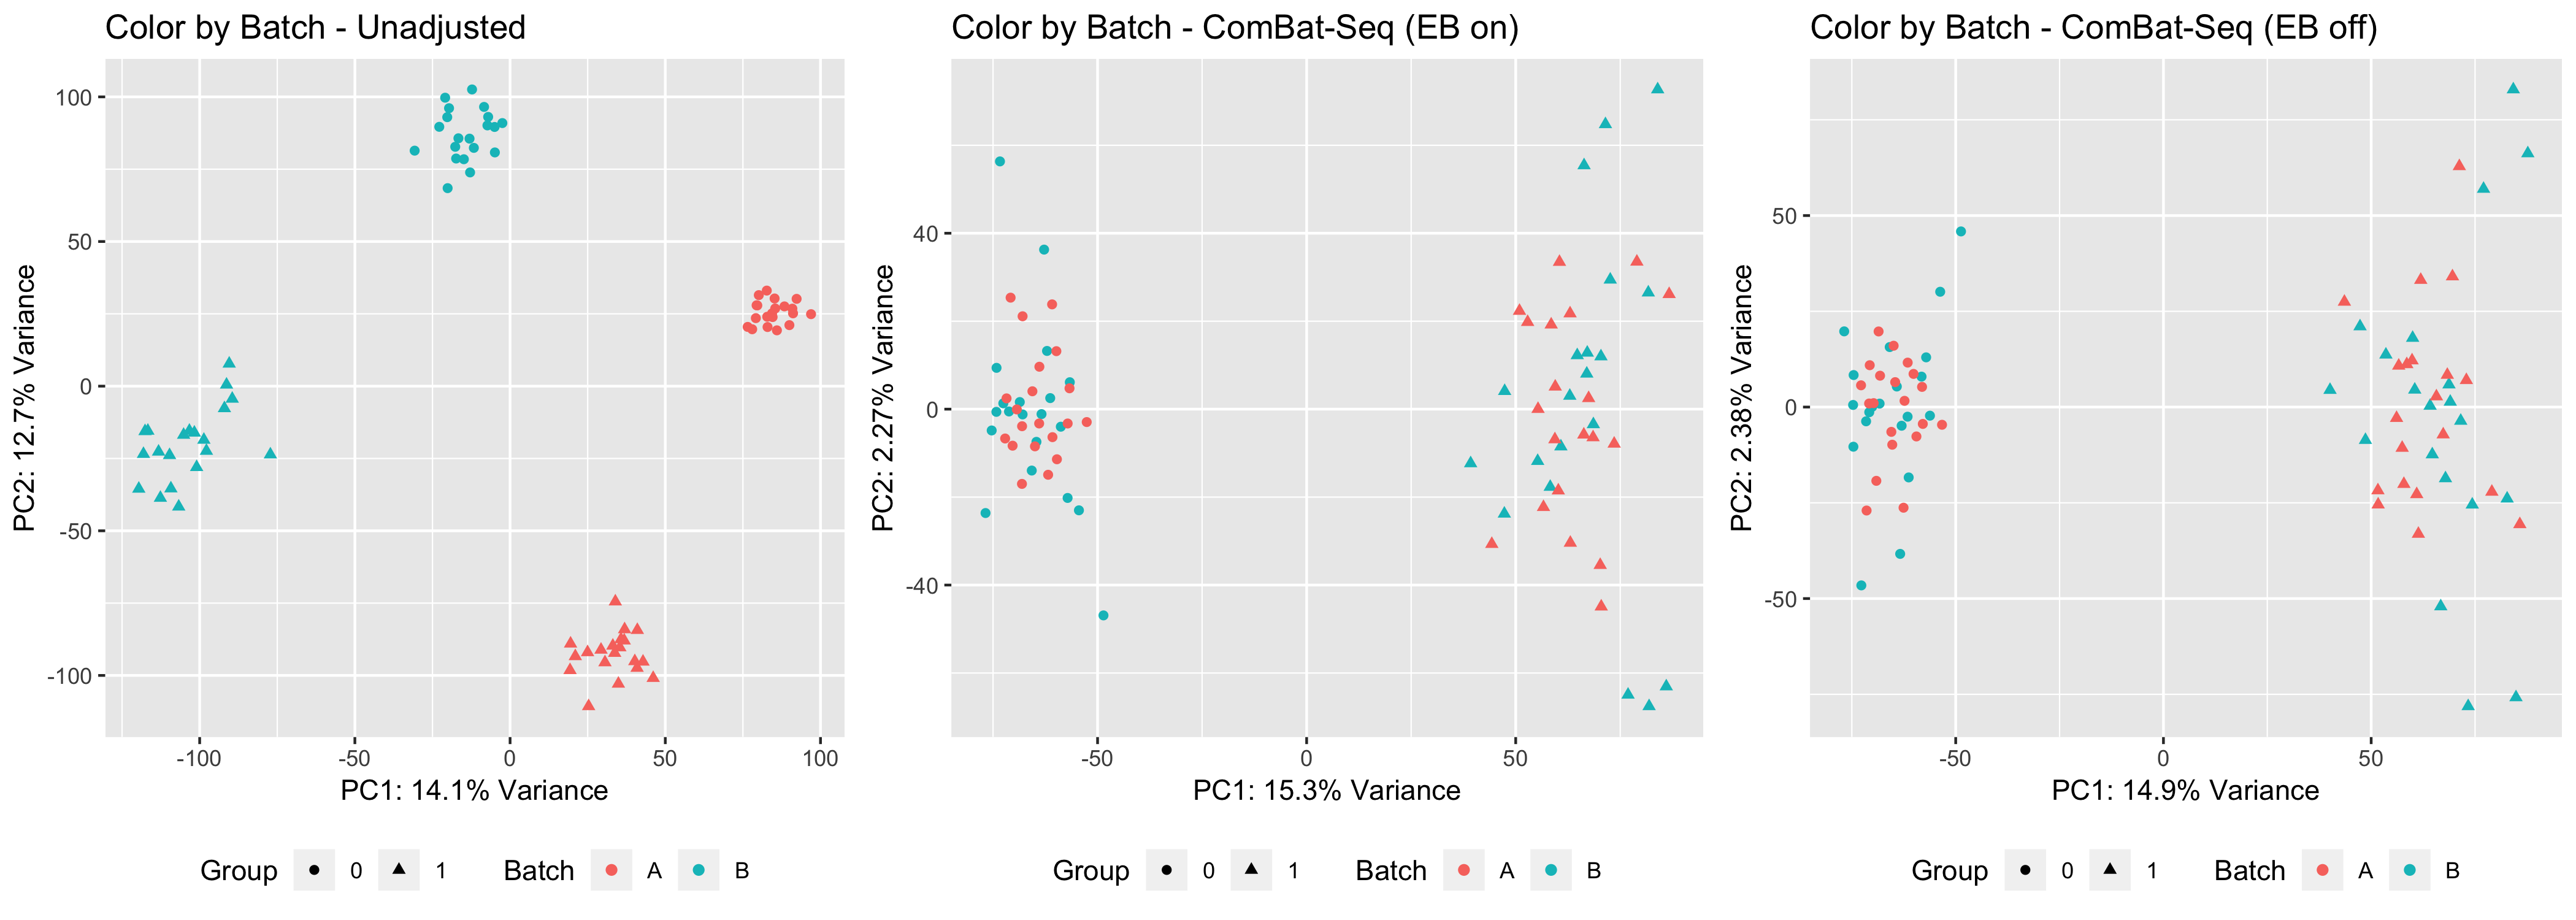 Color by Batch - Unadjusted
PC2: 12.7% Variance
100
50
0
-50
-100
-100 -50 0 50 100
PC1: 14.1% Variance
Group 0 1 Batch A B
Color by Batch - ComBat-Seq (EB on)
PC2: 2.27% Variance
40
0
-40
-50 0 50
PC1: 15.3% Variance
Group 0 1 Batch A B
Color by Batch - ComBat-Seq (EB off)
PC2: 2.38% Variance
50
0
-50
-50 0 50
PC1: 14.9% Variance
Group 0 1 Batch A B